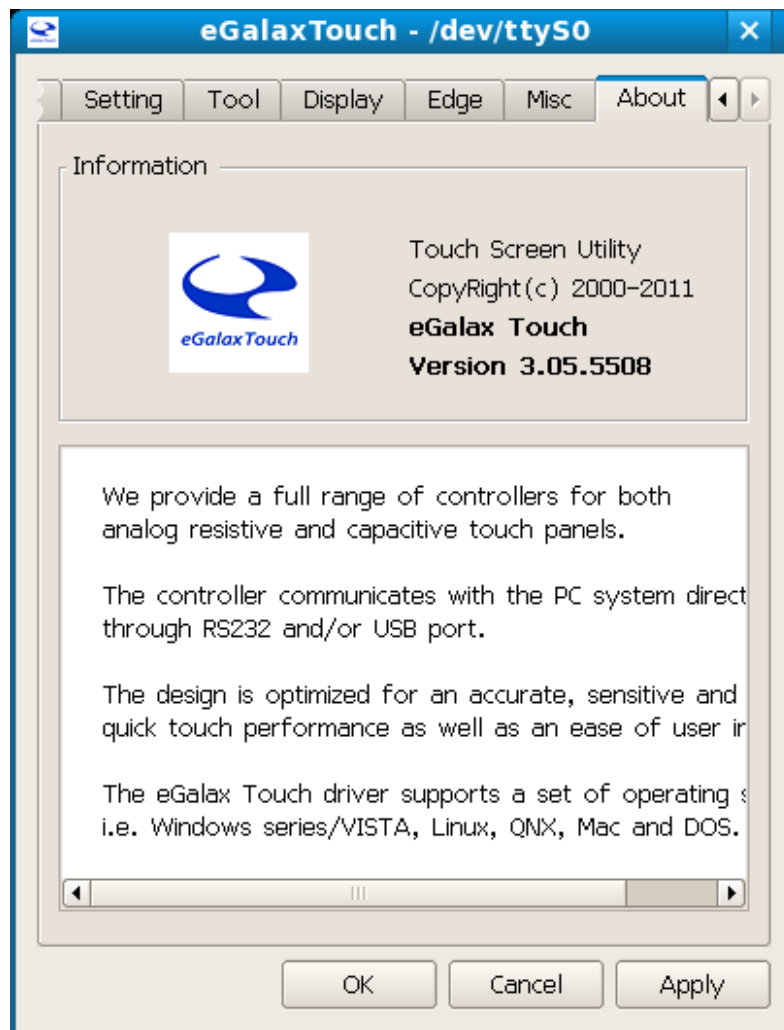 eGalaxTouch - /dev/ttyS0
Setting Tool Display Edge Misc About
Information
eGalaxTouch
Touch Screen Utility
CopyRight(c) 2000-2011
eGalax Touch
Version 3.05.5508
We provide a full range of controllers for both
analog resistive and capacitive touch panels.
The controller communicates with the PC system direct
through RS232 and/or USB port.
The design is optimized for an accurate, sensitive and
quick touch performance as well as an ease of user
The eGalax Touch driver supports a set of operating
i.e. Windows series/VISTA, Linux, QNX, Mac and DOS.
OK Cancel Apply